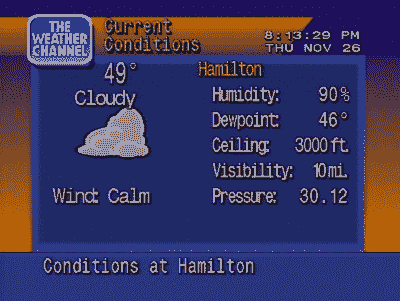 THE
WEATHER
CHANNEL
Current
Conditions
8:13:29 PM
THU NOV 26
49°
Cloudy
Wind: Calm
Hamilton
Humidity: 90%
Dewpoint: 46°
Ceiling: 3000 ft.
Visibility: 10 mi.
Pressure: 30.12
Conditions at Hamilton